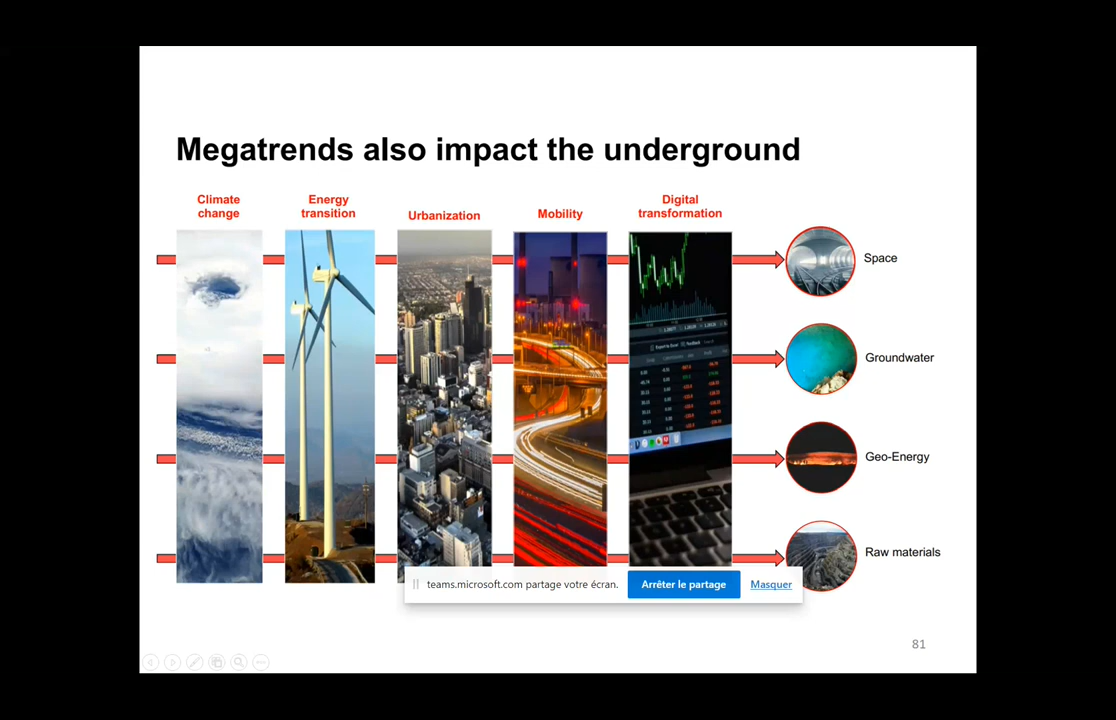 Megatrends also impact the underground
Climate
change
Energy
transition
Urbanization
Mobility
Digital
transformation
Space
Groundwater
Geo-Energy
Raw materials
teams.microsoft.com partage votre écran.
Arrêter le partage
Masquer
81